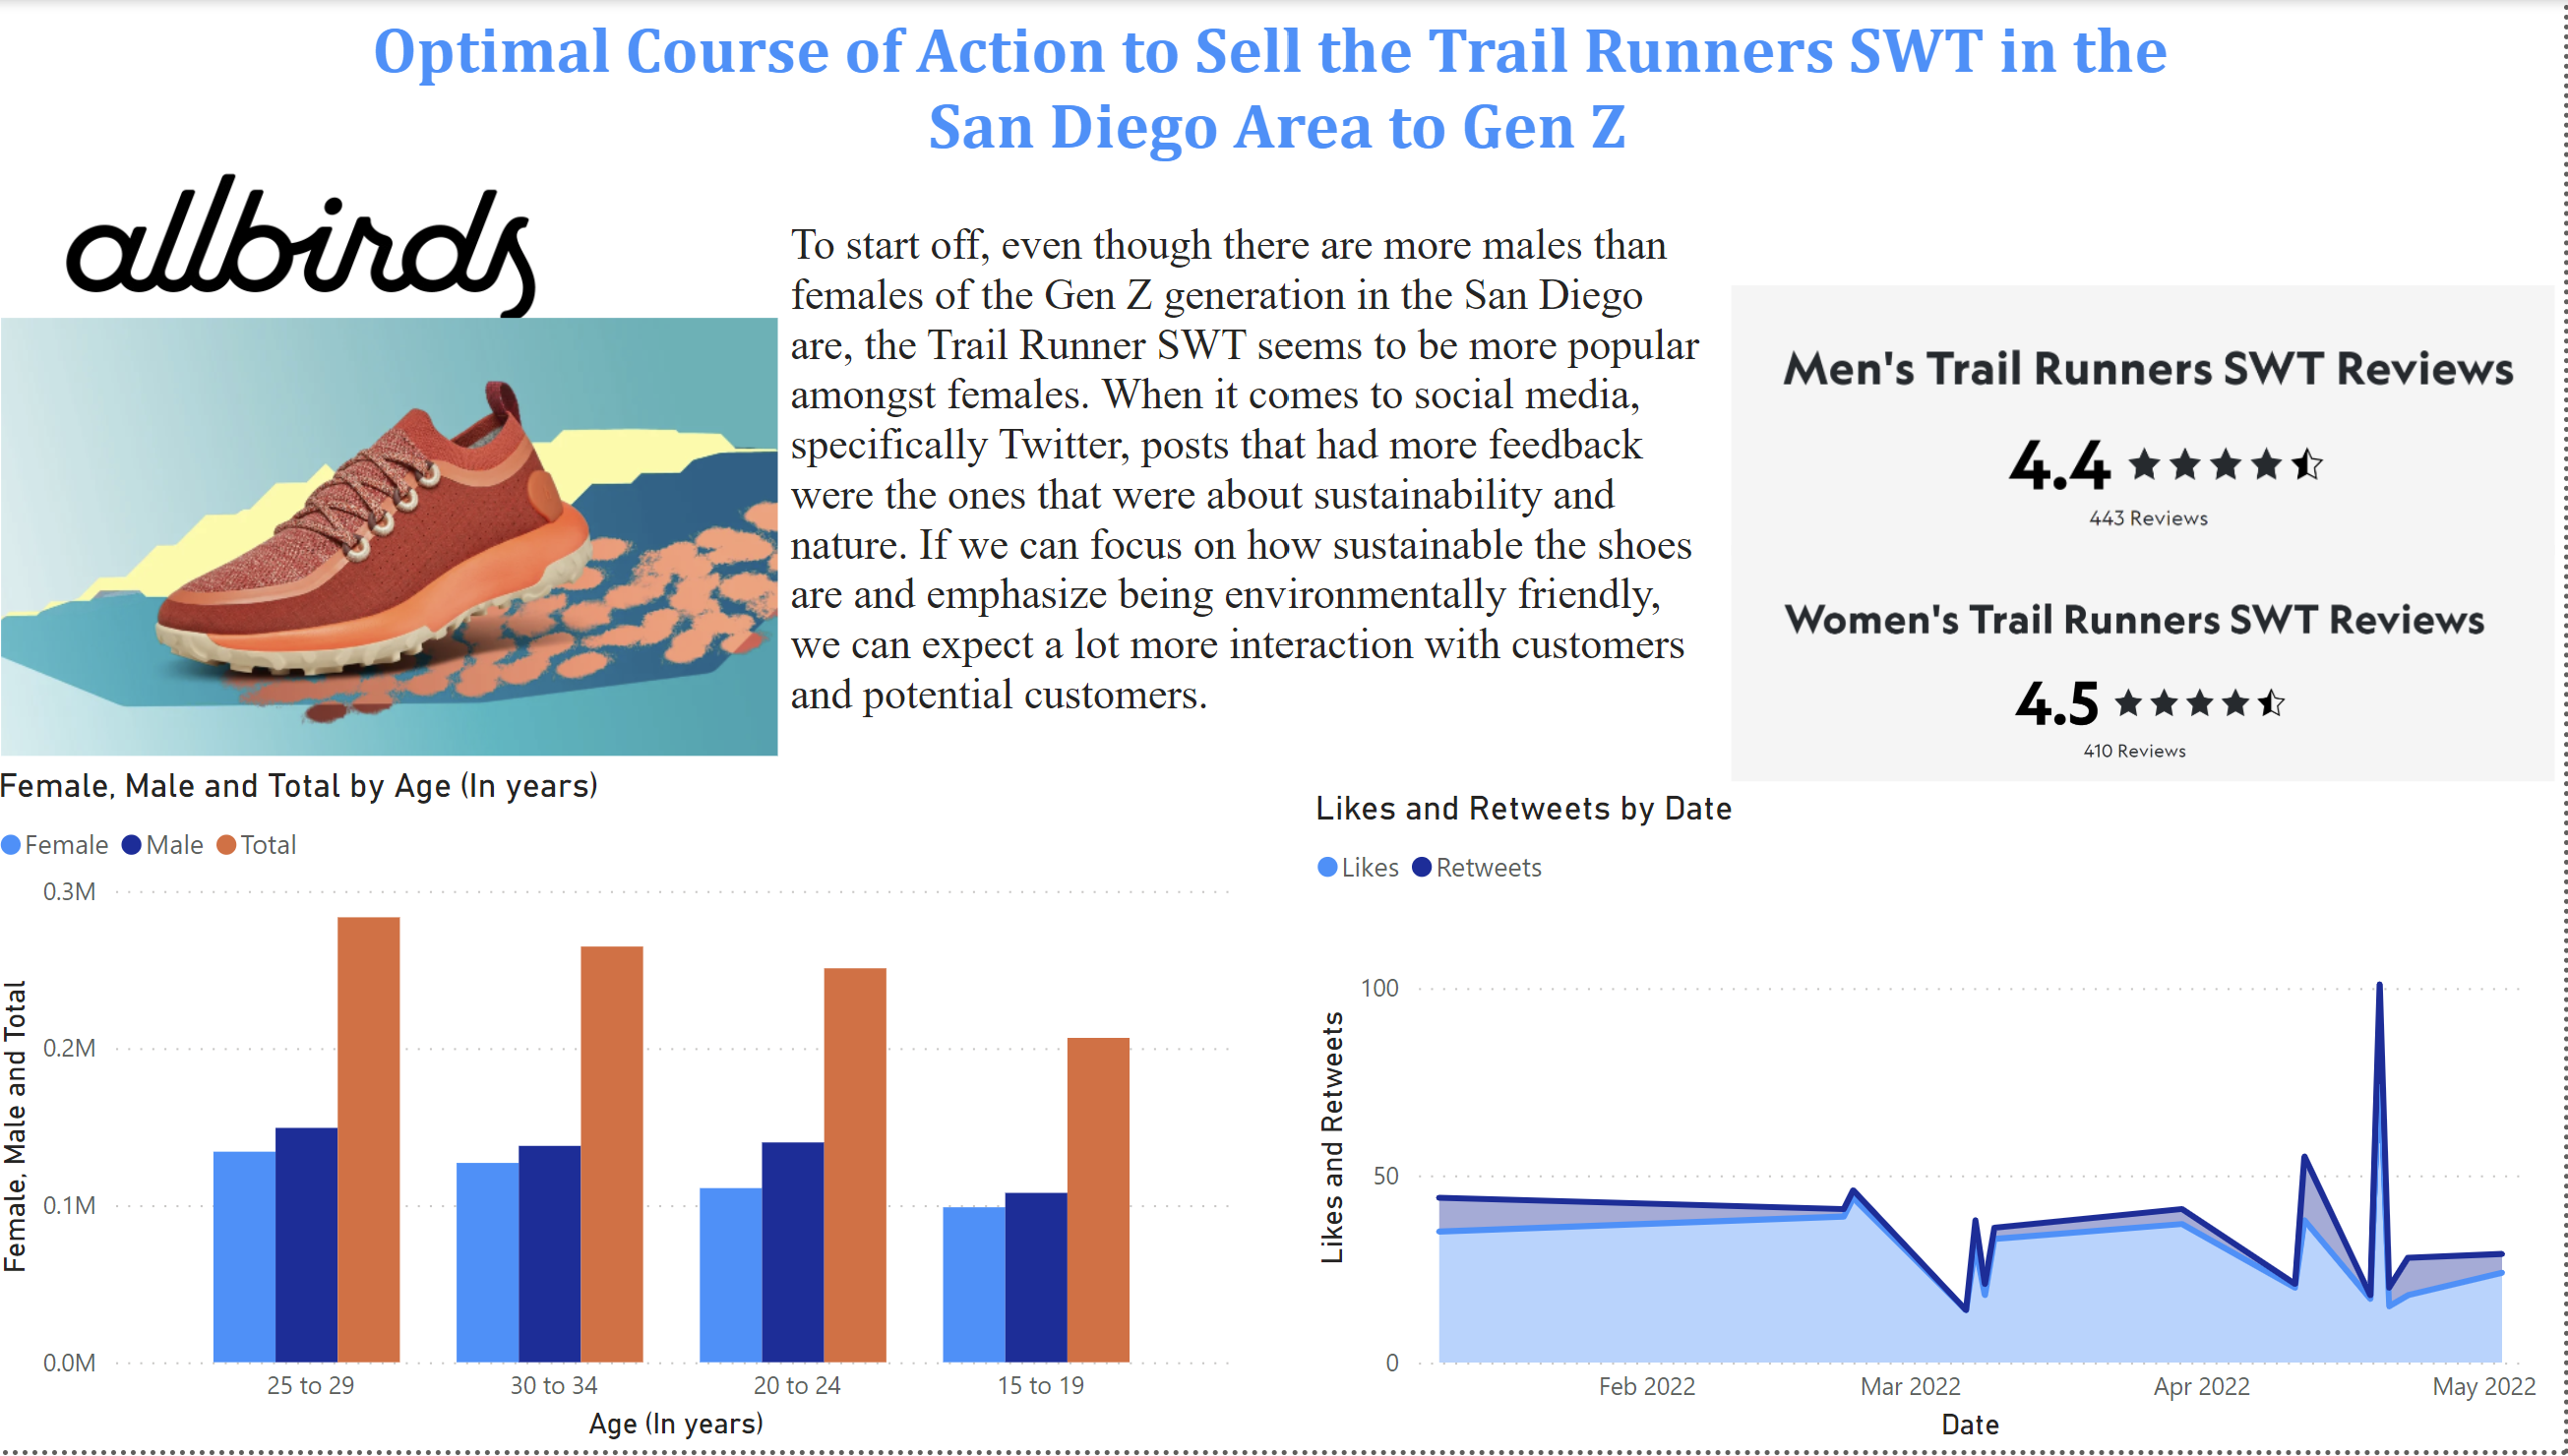 Optimal Course of Action to Sell the Trail Runners SWT in the
San Diego Area to Gen Z
allbirds
To start off, even though there are more males than
females of the Gen Z generation in the San Diego
are, the Trail Runner SWT seems to be more popular
amongst females. When it comes to social media,
specifically Twitter, posts that had more feedback
were the ones that were about sustainability and
nature. If we can focus on how sustainable the shoes
are and emphasize being environmentally friendly,
we can expect a lot more interaction with customers
and potential customers.
Men's Trail Runners SWT Reviews
4.4
443 Reviews
Women's Trail Runners SWT Reviews
4.5
410 Reviews
Female, Male and Total by Age (In years)
Female Male Total
Female, Male and Total
0.3M
0.2M
0.1M
0.0M
25 to 29 30 to 34 20 to 24 15 to 19
Age (In years)
Likes and Retweets by Date
Likes Retweets
Likes and Retweets
100
50
0
Feb 2022 Mar 2022 Apr 2022 May 2022
Date